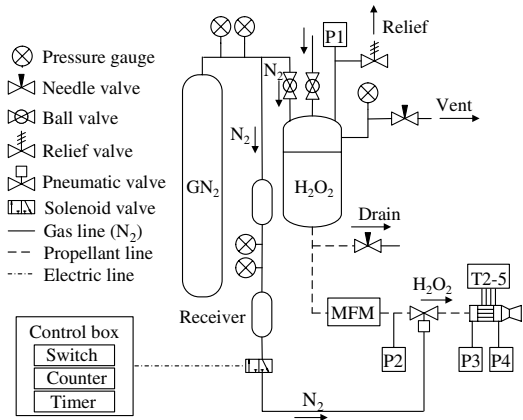 Pressure gauge
Needle valve
Ball valve
Relief valve
Pneumatic valve
Solenoid valve
Gas line (N₂)
Propellant line
Electric line
P1
Relief
N₂
Vent
N₂
GN₂
H₂O₂
Drain
H₂O₂
T2-5
Receiver
MFM
P2
P3
P4
Control box
Switch
Counter
Timer
N₂